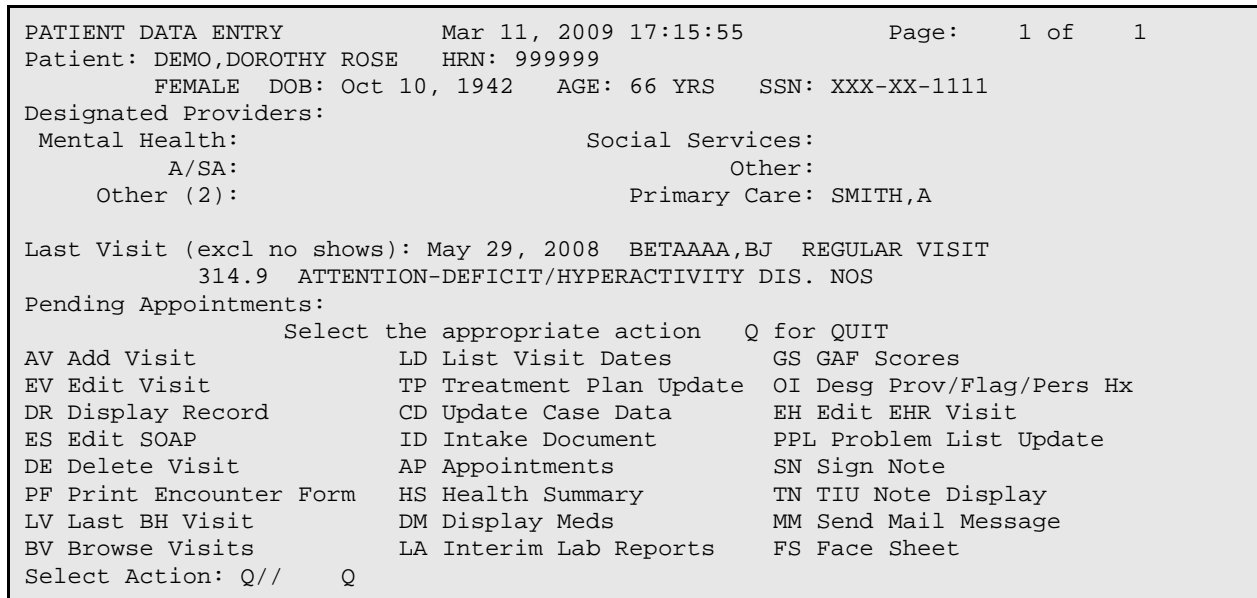 PATIENT DATA ENTRY Mar 11, 2009 17:15:55 Page: 1 of 1
Patient: DEMO,DOROTHY ROSE HRN: 999999
FEMALE DOB: Oct 10, 1942 AGE: 66 YRS SSN: XXX-XX-1111
Designated Providers:
Mental Health: Social Services:
A/SA: Other:
Other (2): Primary Care: SMITH,A
Last Visit (excl no shows): May 29, 2008 BETAAAA,BJ REGULAR VISIT
314.9 ATTENTION-DEFICIT/HYPERACTIVITY DIS. NOS
Pending Appointments:
Select the appropriate action Q for QUIT
AV Add Visit LD List Visit Dates GS GAF Scores
EV Edit Visit TP Treatment Plan Update OI Desg Prov/Flag/Pers Hx
DR Display Record CD Update Case Data EH Edit EHR Visit
ES Edit SOAP ID Intake Document PPL Problem List Update
DE Delete Visit AP Appointments SN Sign Note
PF Print Encounter Form HS Health Summary TN TIU Note Display
LV Last BH Visit DM Display Meds MM Send Mail Message
BV Browse Visits LA Interim Lab Reports FS Face Sheet
Select Action: Q// Q